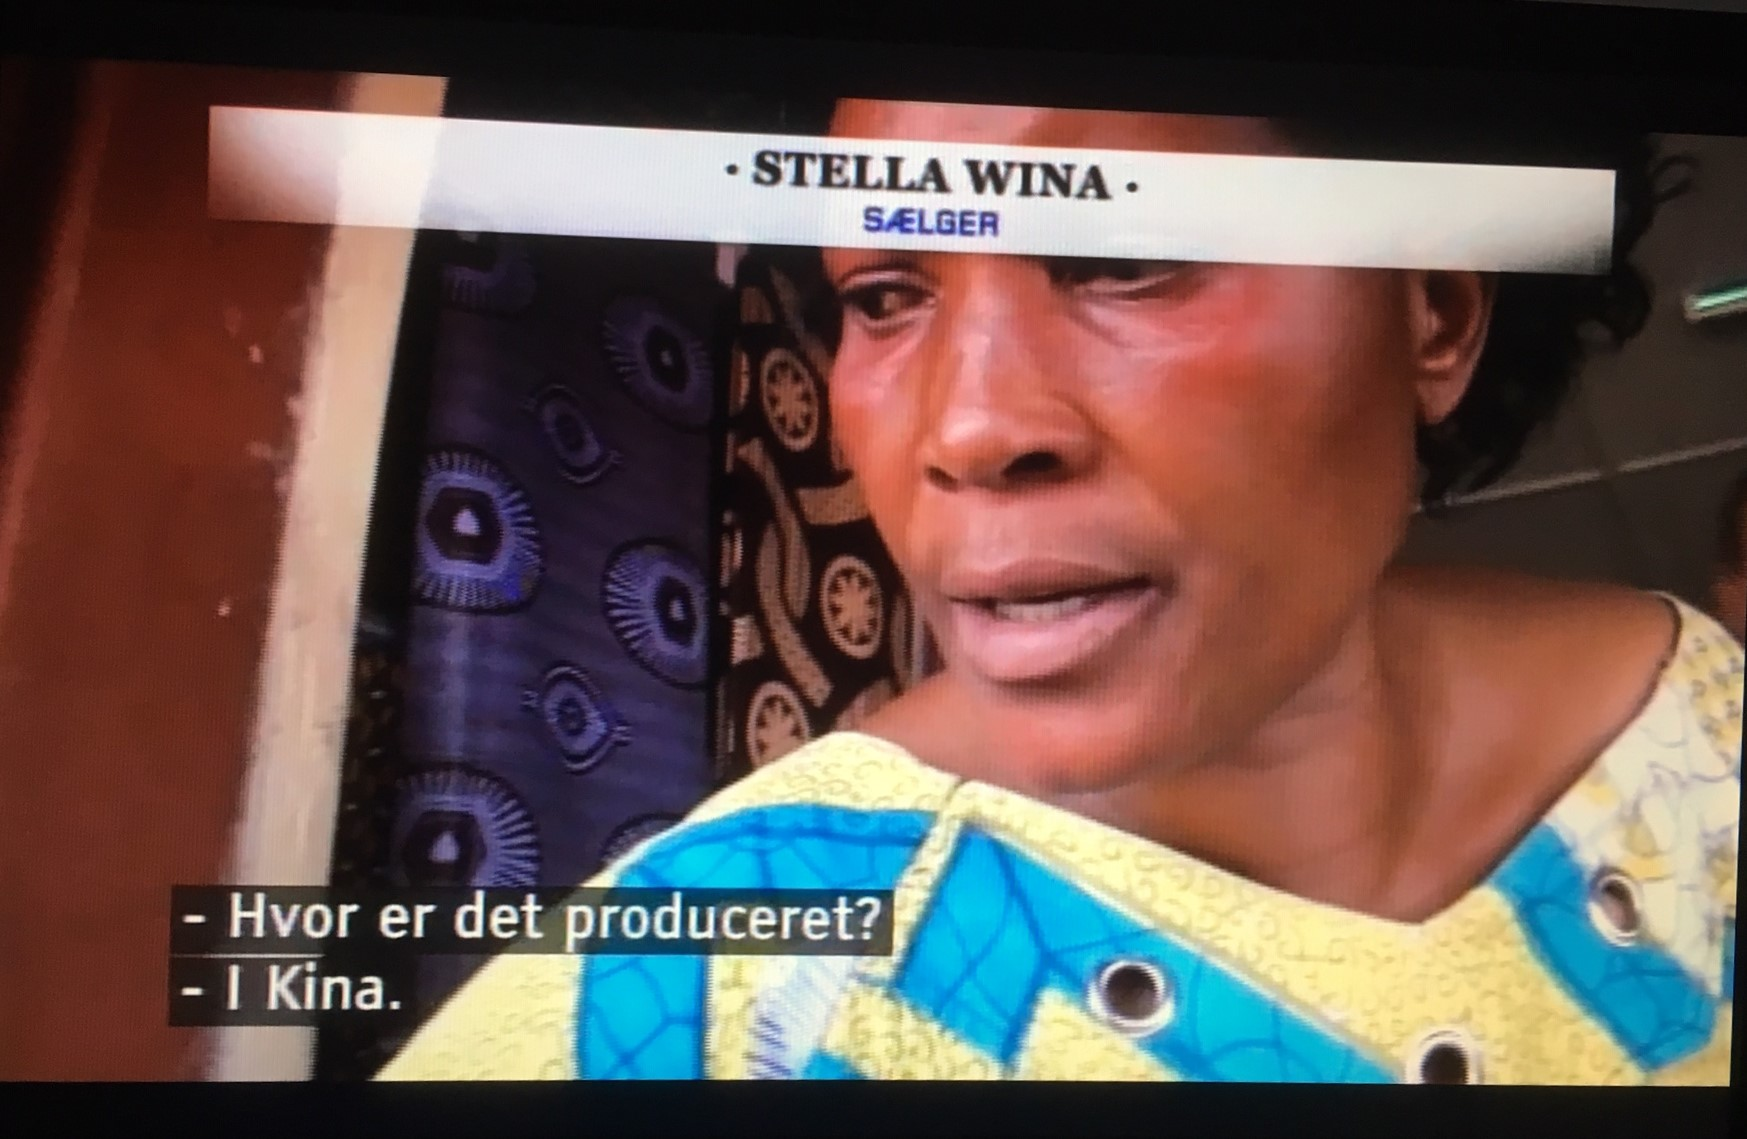 · STELLA WINA ·
SÆLGER
- Hvor er det produceret?
- I Kina.